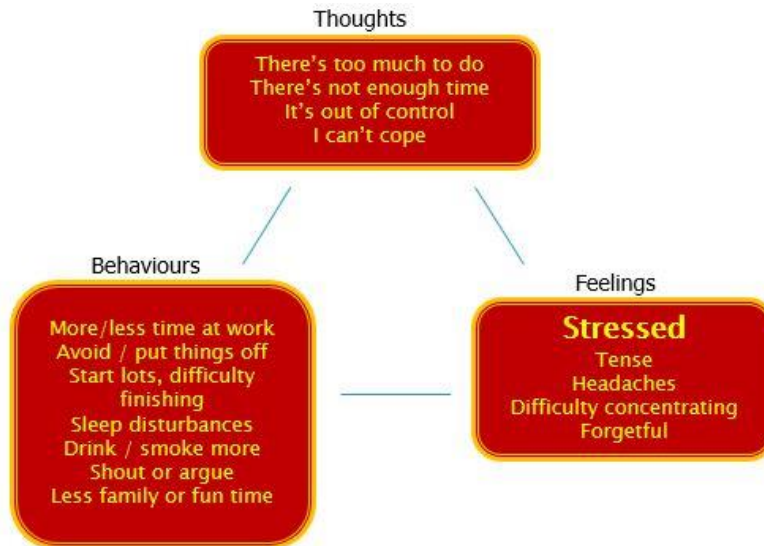 Thoughts
There's too much to do
There's not enough time
It's out of control
I can't cope
Behaviours
More/less time at work
Avoid / put things off
Start lots, difficulty
finishing
Sleep disturbances
Drink / smoke more
Shout or argue
Less family or fun time
Feelings
Stressed
Tense
Headaches
Difficulty concentrating
Forgetful